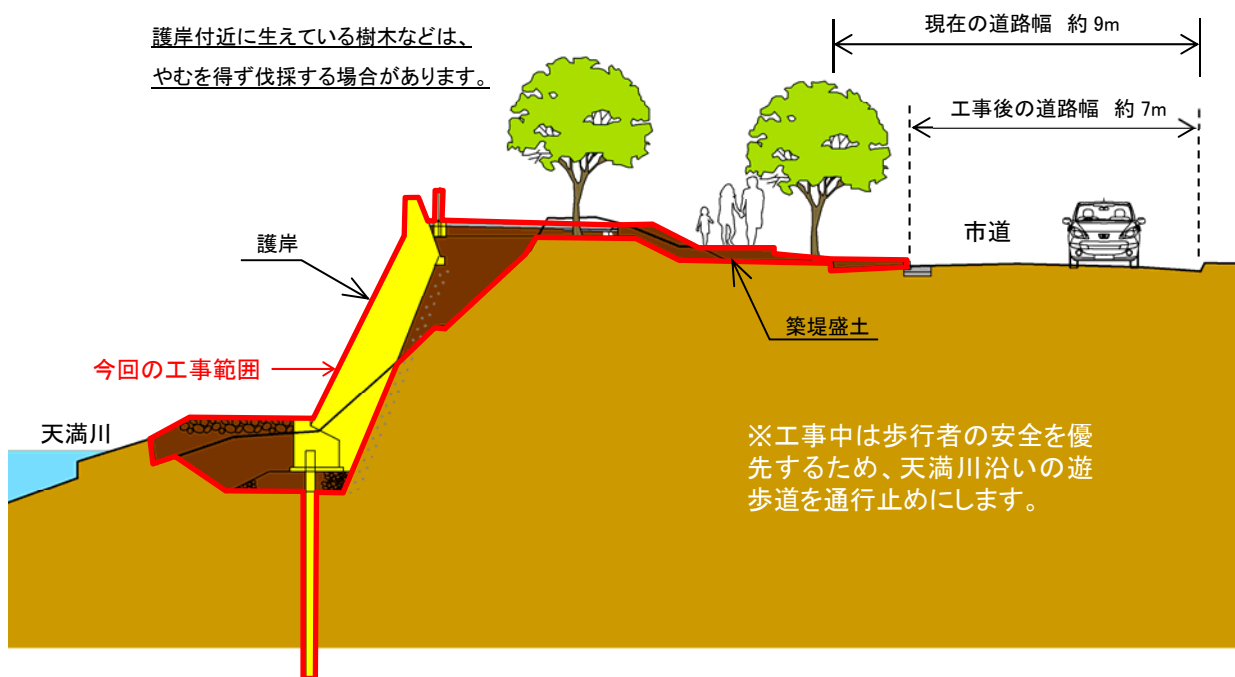 護岸付近に生えている樹木などは、
やむを得ず伐採する場合があります。
現在の道路幅 約 9m
工事後の道路幅 約 7m
市道
護岸
築堤盛土
今回の工事範囲
天満川
※工事中は歩行者の安全を優
先するため、天満川沿いの遊
歩道を通行止めにします。